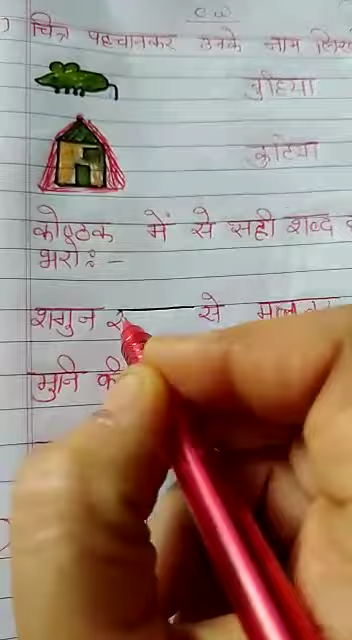 C W
चित्र पहचानकर उनके नाम लिखो
चुहिया
कुटिया
कोष्ठक में से सही शब्द
भरो :-
शगुन से
मुनि की